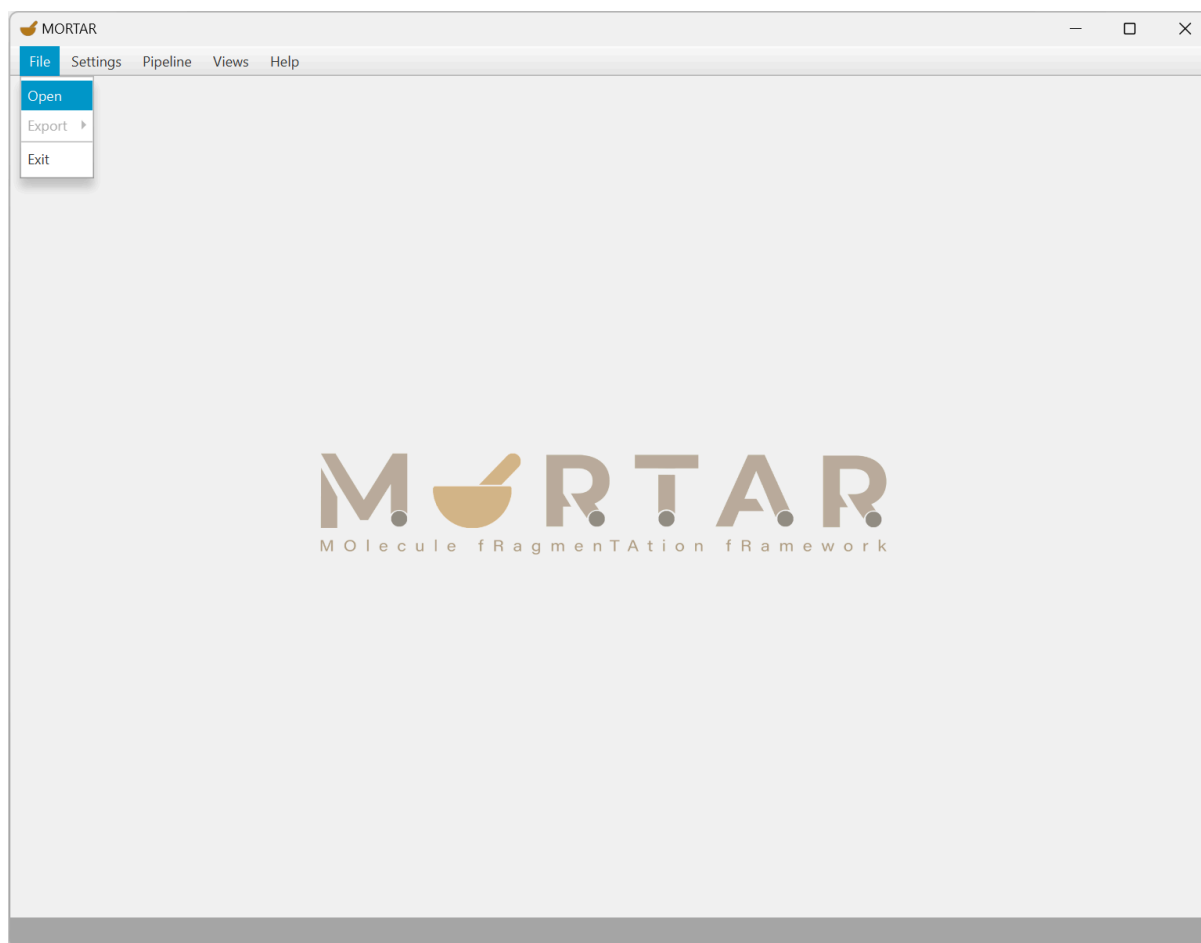 MORTAR
File Settings Pipeline Views Help
Open
Export
Exit
MORTAR
MOlecule fRagmenTAtion fRamework